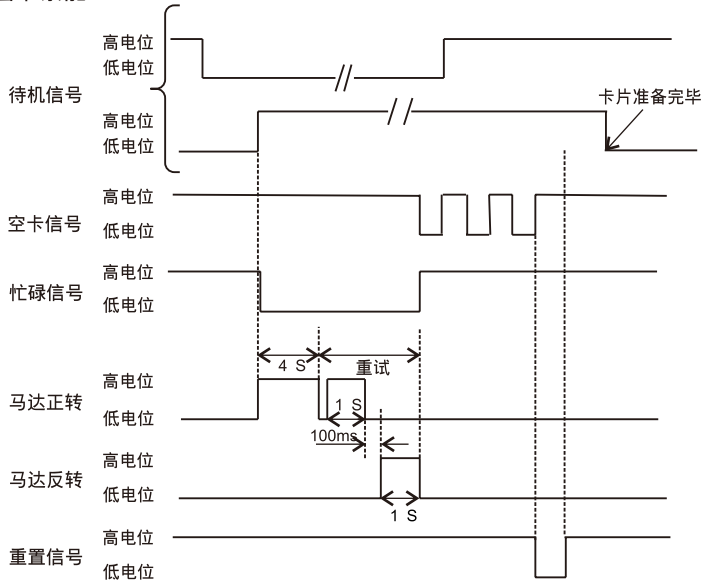 高电位
低电位
待机信号
高电位
低电位
卡片准备完毕
高电位
空卡信号
低电位
高电位
忙碌信号
低电位
4 S
重试
高电位
马达正转
1 S
低电位
100ms
高电位
马达反转
低电位
1 S
高电位
重置信号
低电位